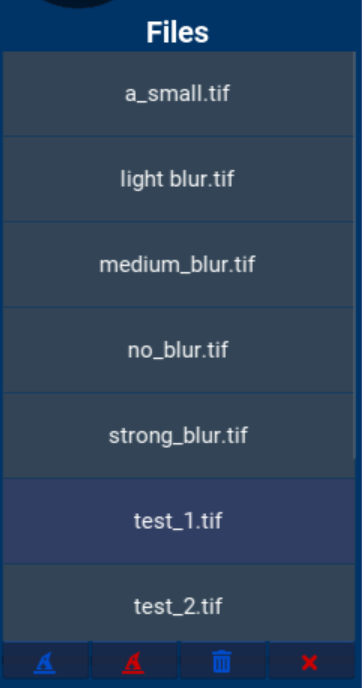 Files
a_small.tif
light blur.tif
medium_blur.tif
no_blur.tif
strong_blur.tif
test_1.tif
test_2.tif